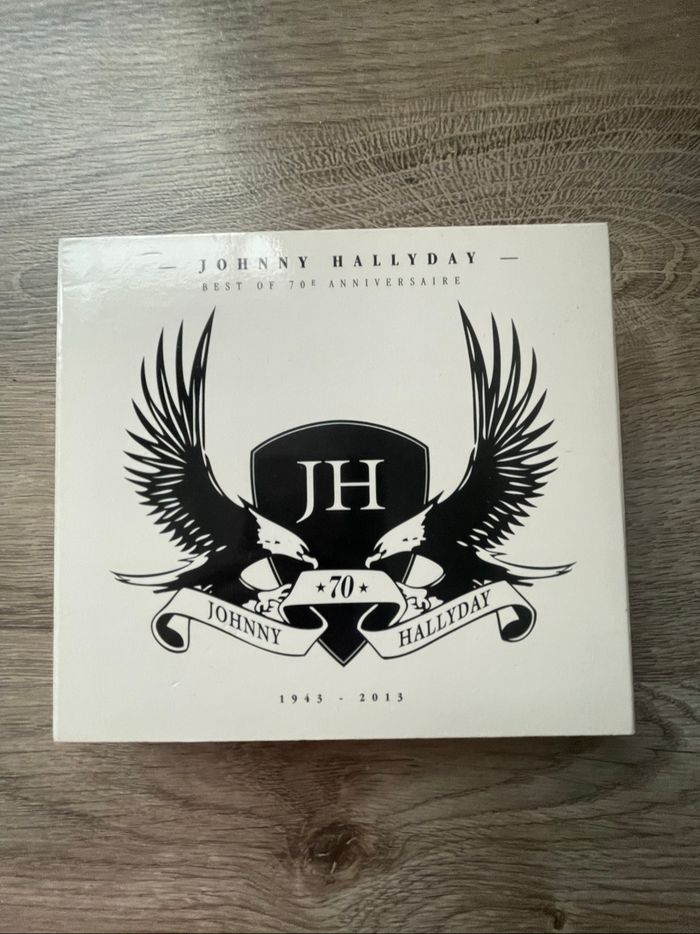 — JOHNNY HALLYDAY —
BEST OF 70E ANNIVERSAIRE
JH
★70★
JOHNNY HALLYDAY
1943 - 2013